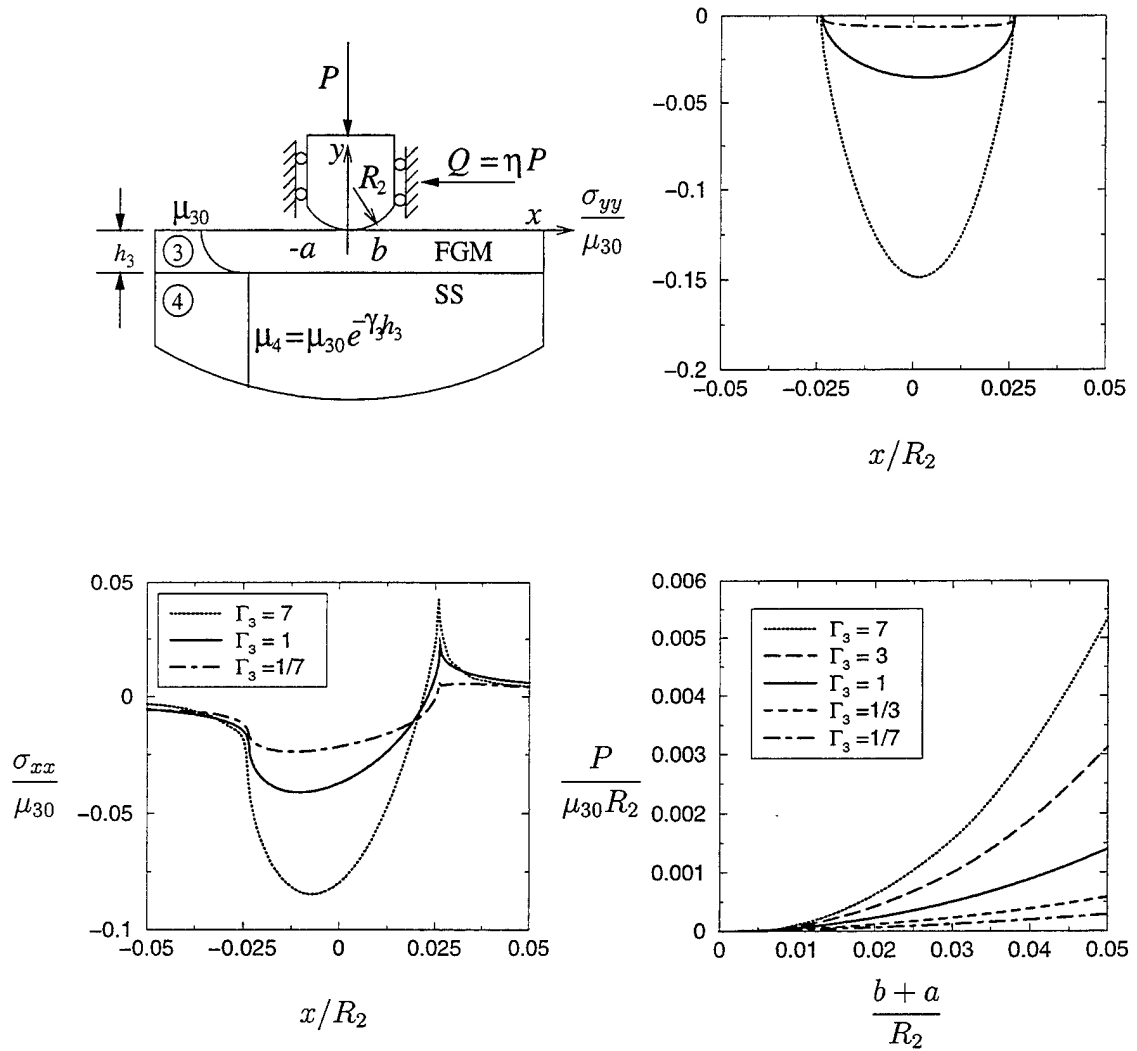 P
y
Q = ηP
R₂
μ₃₀
x
h₃
③
-a
b
FGM
④
SS
μ₄ = μ₃₀e^{-γ₃h₃}
0
−0.05
−0.1
−0.15
−0.2
σ_yy / μ₃₀
−0.05
−0.025
0
0.025
0.05
x/R₂
0.05
0
−0.05
−0.1
σ_xx / μ₃₀
Γ₃ = 7
Γ₃ = 1
Γ₃ =1/7
−0.05
−0.025
0
0.025
0.05
x/R₂
0.006
0.005
0.004
0.003
0.002
0.001
0
P / μ₃₀R₂
Γ₃ = 7
Γ₃ = 3
Γ₃ = 1
Γ₃ =1/3
Γ₃ =1/7
0
0.01
0.02
0.03
0.04
0.05
b + a / R₂